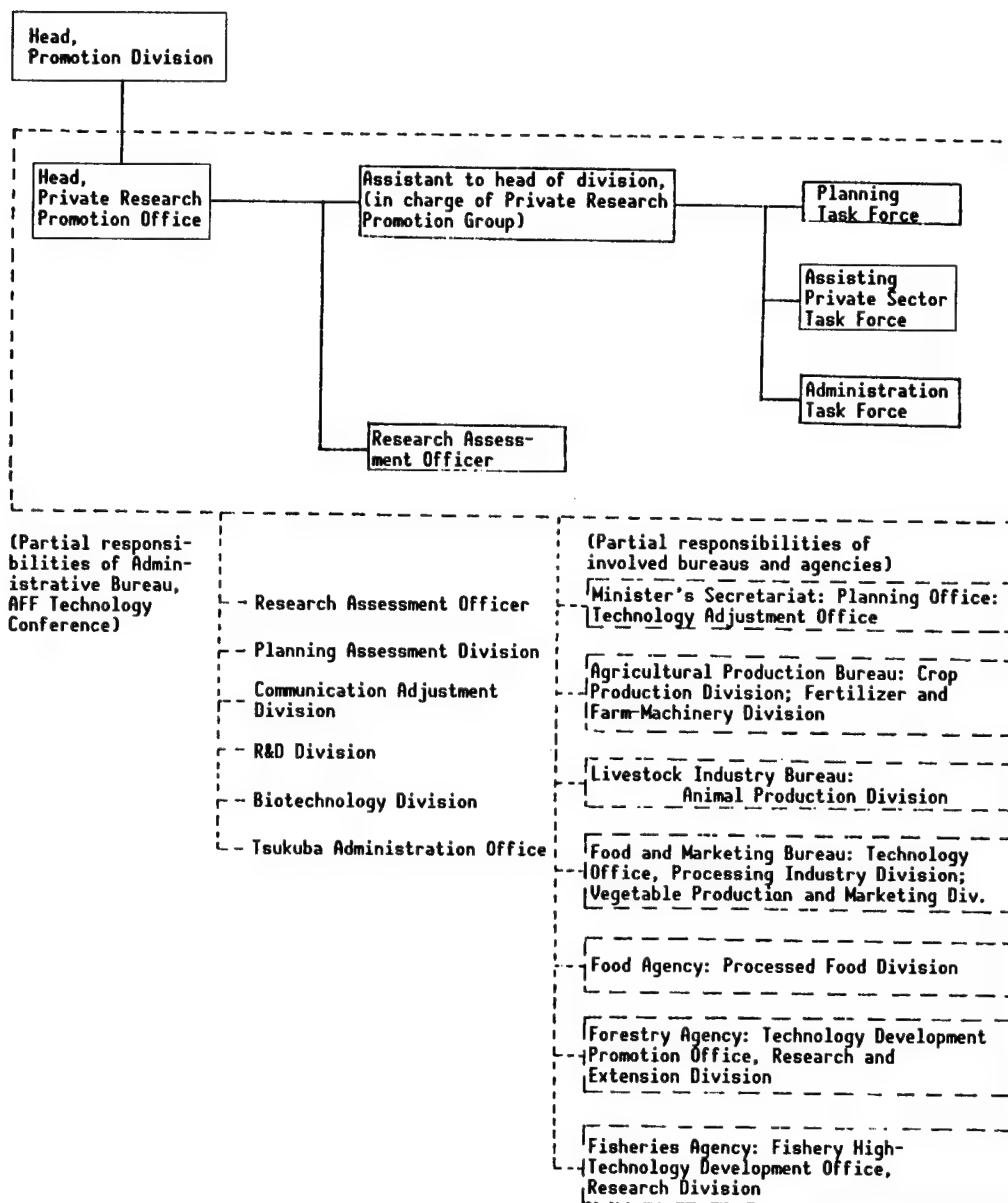 Head,
Promotion Division
Head,
Private Research
Promotion Office
Assistant to head of division,
(in charge of Private Research
Promotion Group)
Planning
Task Force
Assisting
Private Sector
Task Force
Administration
Task Force
Research Assess-
ment Officer
(Partial responsi-
bilities of Admin-
istrative Bureau,
AFF Technology
Conference)
Research Assessment Officer
Planning Assessment Division
Communication Adjustment
Division
R&D Division
Biotechnology Division
Tsukuba Administration Office
(Partial responsibilities of
involved bureaus and agencies)
Minister's Secretariat: Planning Office:
Technology Adjustment Office
Agricultural Production Bureau: Crop
Production Division; Fertilizer and
Farm-Machinery Division
Livestock Industry Bureau:
Animal Production Division
Food and Marketing Bureau: Technology
Office, Processing Industry Division;
Vegetable Production and Marketing Div.
Food Agency: Processed Food Division
Forestry Agency: Technology Development
Promotion Office, Research and
Extension Division
Fisheries Agency: Fishery High-
Technology Development Office,
Research Division